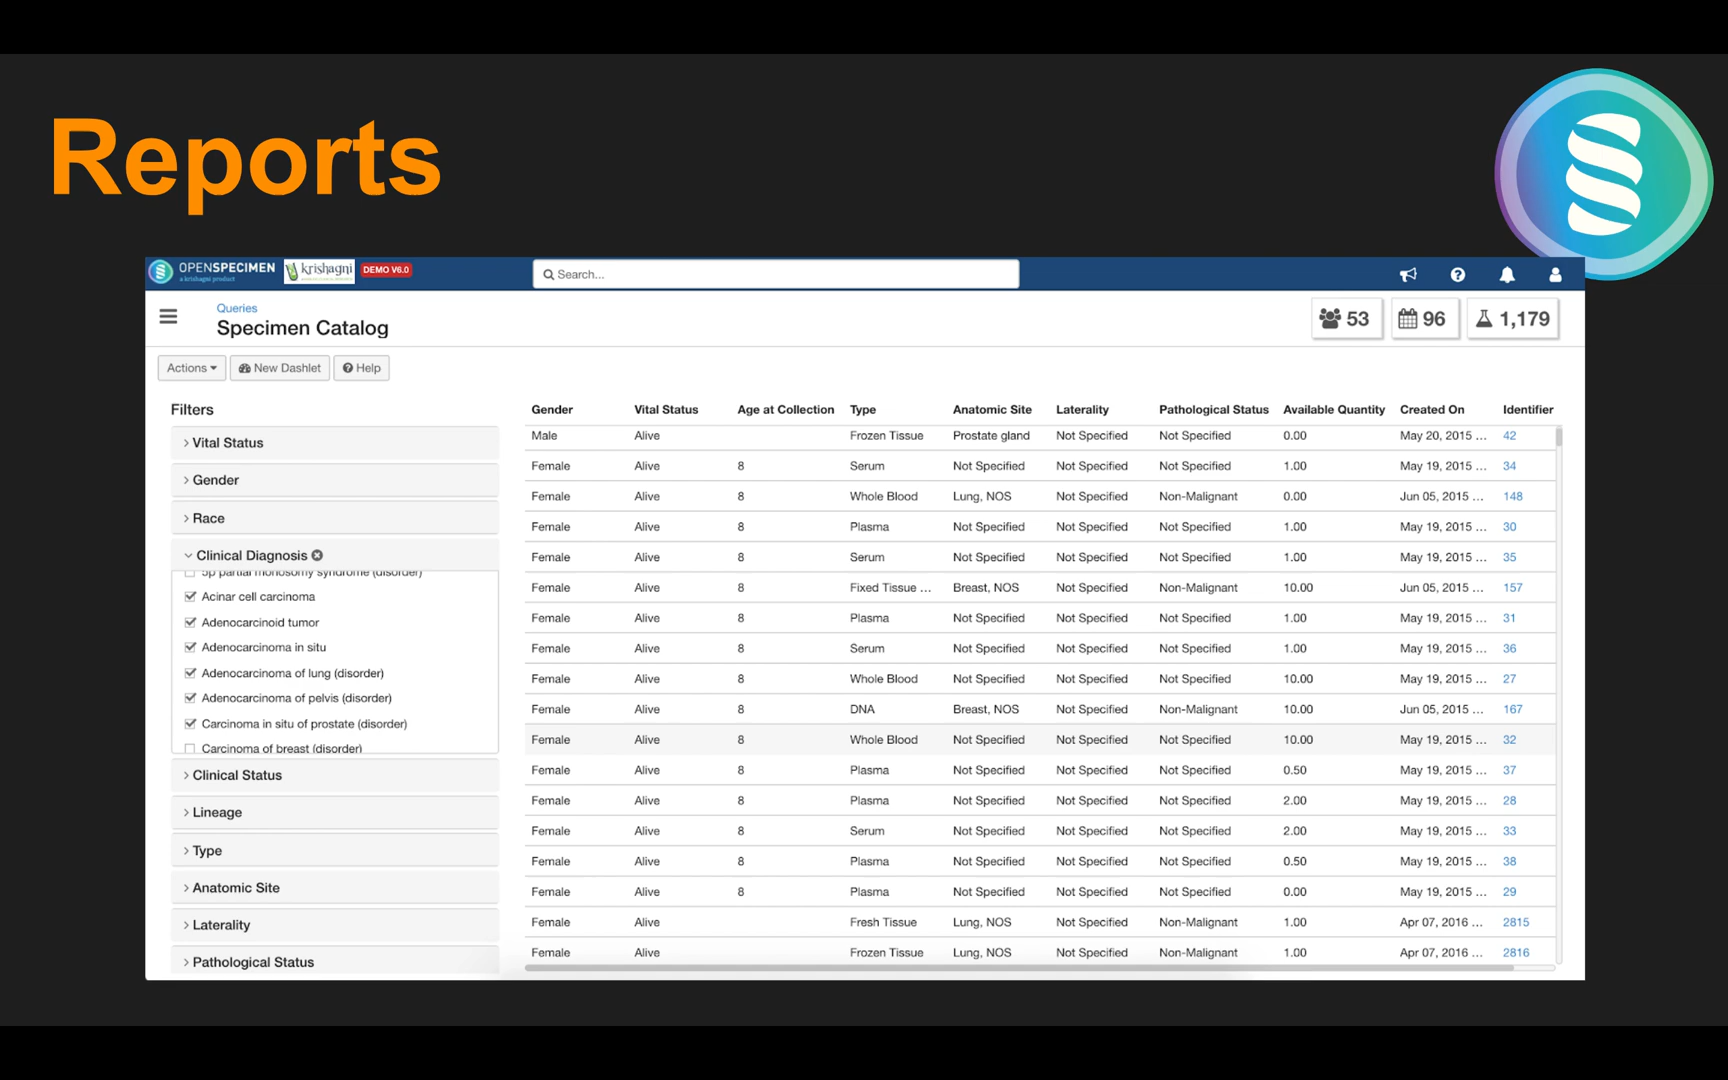 Reports
OPENSPECIMEN
a krishagni product
krishagni
DEMO V6.0
Search...
Queries
Specimen Catalog
53
96
1,179
Actions
New Dashlet
Help
Filters
Vital Status
Gender
Race
Clinical Diagnosis
5p partial monosomy syndrome (disorder)
Acinar cell carcinoma
Adenocarcinoid tumor
Adenocarcinoma in situ
Adenocarcinoma of lung (disorder)
Adenocarcinoma of pelvis (disorder)
Carcinoma in situ of prostate (disorder)
Carcinoma of breast (disorder)
Clinical Status
Lineage
Type
Anatomic Site
Laterality
Pathological Status
Gender Vital Status Age at Collection Type Anatomic Site Laterality Pathological Status Available Quantity Created On Identifier
Male Alive Frozen Tissue Prostate gland Not Specified Not Specified 0.00 May 20, 2015 ... 42
Female Alive 8 Serum Not Specified Not Specified Not Specified 1.00 May 19, 2015 ... 34
Female Alive 8 Whole Blood Lung, NOS Not Specified Non-Malignant 0.00 Jun 05, 2015 ... 148
Female Alive 8 Plasma Not Specified Not Specified Not Specified 1.00 May 19, 2015 ... 30
Female Alive 8 Serum Not Specified Not Specified Not Specified 1.00 May 19, 2015 ... 35
Female Alive 8 Fixed Tissue ... Breast, NOS Not Specified Non-Malignant 10.00 Jun 05, 2015 ... 157
Female Alive 8 Plasma Not Specified Not Specified Not Specified 1.00 May 19, 2015 ... 31
Female Alive 8 Serum Not Specified Not Specified Not Specified 1.00 May 19, 2015 ... 36
Female Alive 8 Whole Blood Not Specified Not Specified Not Specified 10.00 May 19, 2015 ... 27
Female Alive 8 DNA Breast, NOS Not Specified Non-Malignant 10.00 Jun 05, 2015 ... 167
Female Alive 8 Whole Blood Not Specified Not Specified Not Specified 10.00 May 19, 2015 ... 32
Female Alive 8 Plasma Not Specified Not Specified Not Specified 0.50 May 19, 2015 ... 37
Female Alive 8 Plasma Not Specified Not Specified Not Specified 2.00 May 19, 2015 ... 28
Female Alive 8 Serum Not Specified Not Specified Not Specified 2.00 May 19, 2015 ... 33
Female Alive 8 Plasma Not Specified Not Specified Not Specified 0.50 May 19, 2015 ... 38
Female Alive 8 Plasma Not Specified Not Specified Not Specified 0.00 May 19, 2015 ... 29
Female Alive Fresh Tissue Lung, NOS Not Specified Non-Malignant 1.00 Apr 07, 2016 ... 2815
Female Alive Frozen Tissue Lung, NOS Not Specified Non-Malignant 1.00 Apr 07, 2016 ... 2816